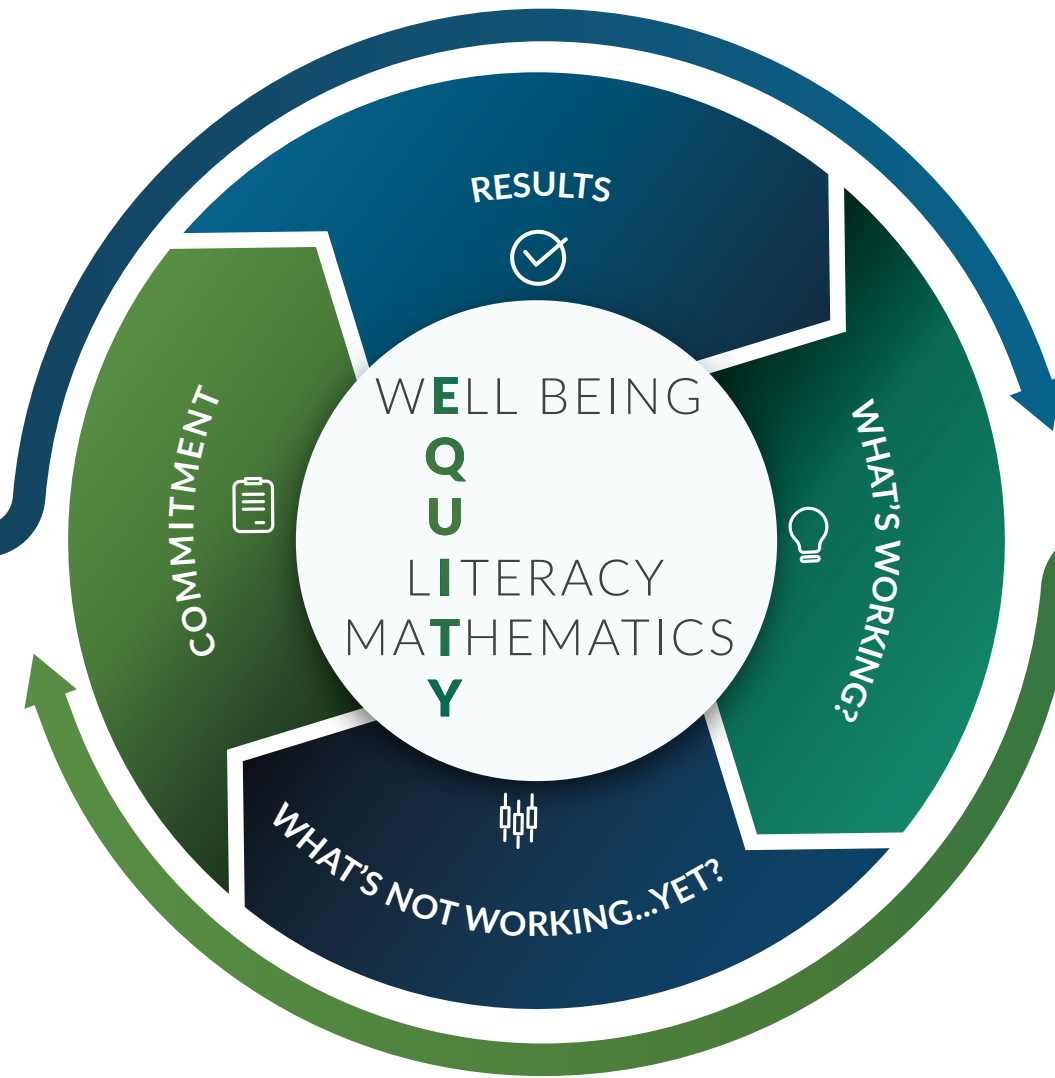 RESULTS
WHAT'S WORKING?
WHAT'S NOT WORKING...YET?
COMMITMENT
WELL BEING
Q
U
LITERACY
MATHEMATICS
Y